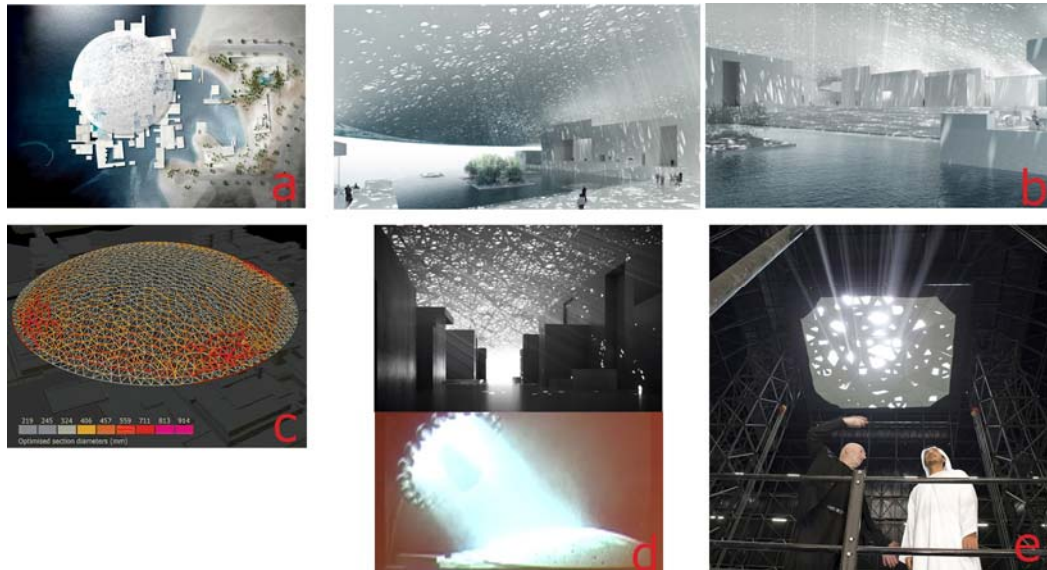 a
b
219 245 324 406 457 559 711 813 914
Optimised section diameters (mm)
c
d
e